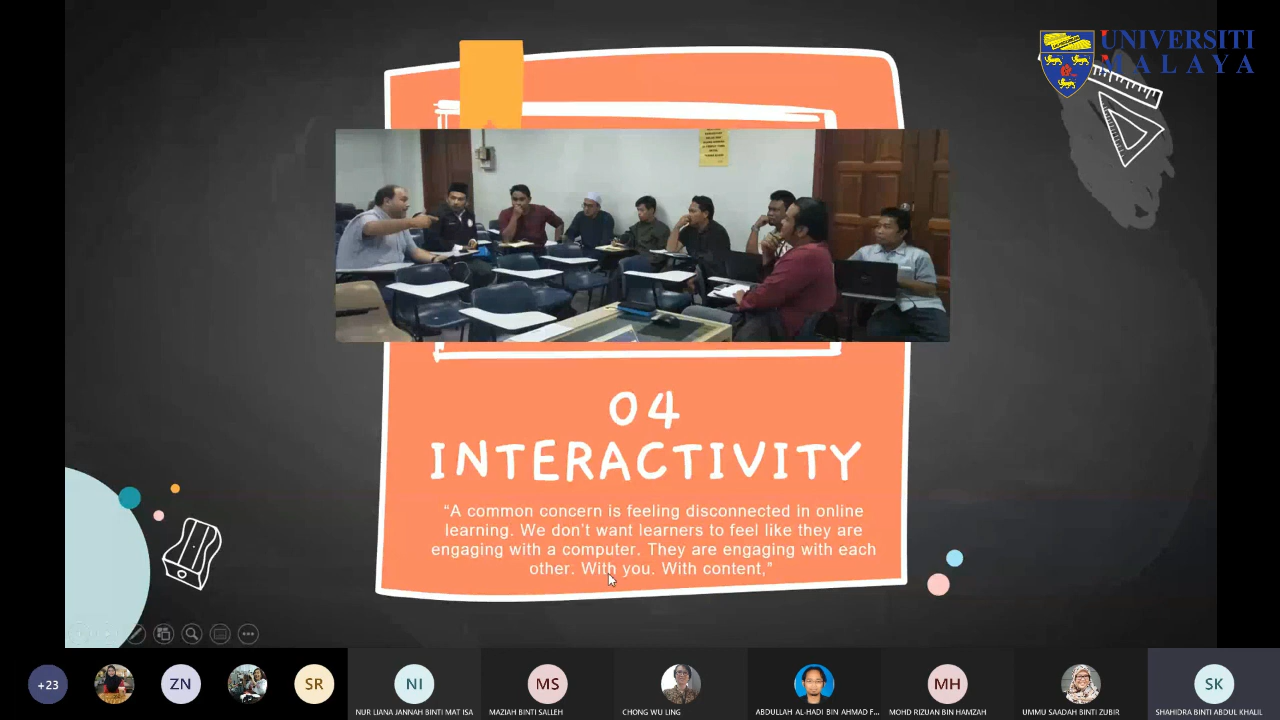 UNIVERSITI
MALAYA
04
INTERACTIVITY
“A common concern is feeling disconnected in online
learning. We don’t want learners to feel like they are
engaging with a computer. They are engaging with each
other. With you. With content,”
+23
ZN
SR
NI
MS
MH
SK
NUR LIANA JANNAH BINTI MAT ISA
MAZIAH BINTI SALLEH
CHONG WU LING
ABDULLAH AL-HADI BIN AHMAD F...
MOHD RIZUAN BIN HAMZAH
UMMU SAADAH BINTI ZUBIR
SHAHIDRA BINTI ABDUL KHALIL